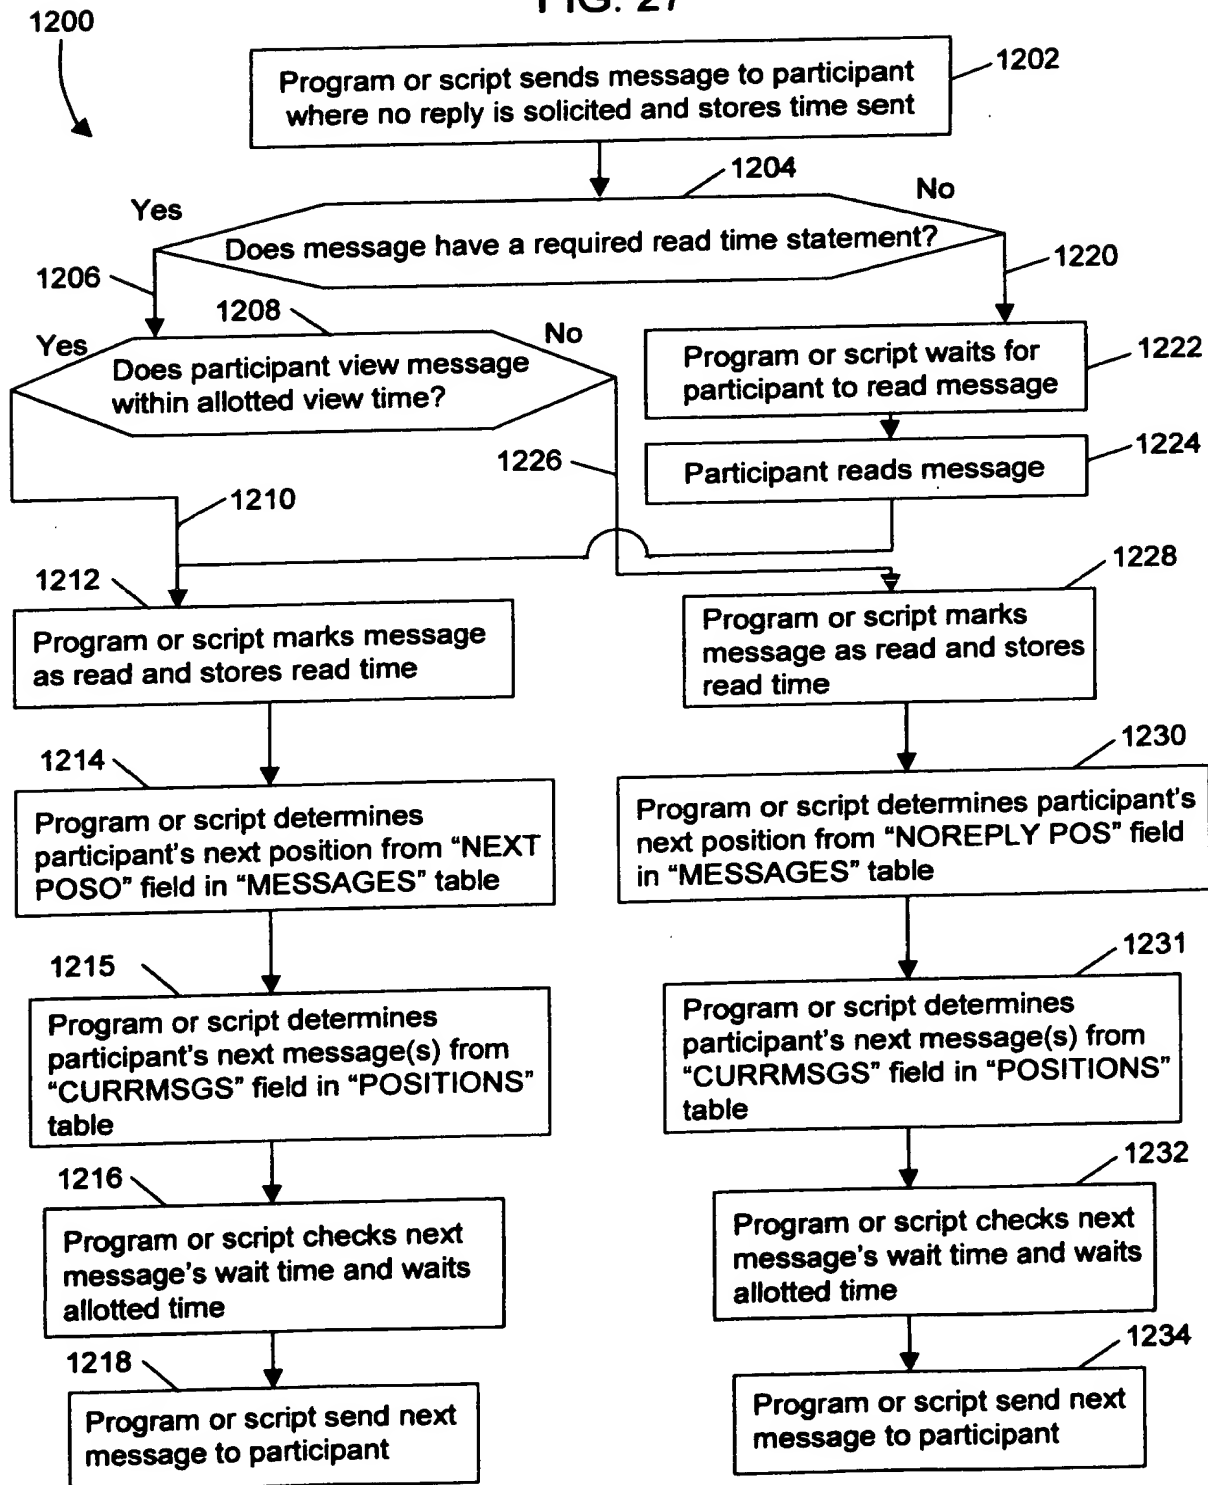 FIG. 27
1200
Program or script sends message to participant
where no reply is solicited and stores time sent
1202
1204
Yes
No
Does message have a required read time statement?
1206
1220
1208
Yes
No
Does participant view message
within allotted view time?
Program or script waits for
participant to read message
1222
1226
Participant reads message
1224
1210
1212
Program or script marks message
as read and stores read time
1228
Program or script marks
message as read and stores
read time
1214
Program or script determines
participant's next position from “NEXT
POSO” field in “MESSAGES” table
1230
Program or script determines participant's
next position from “NOREPLY POS” field
in “MESSAGES” table
1215
Program or script determines
participant's next message(s) from
“CURRMSGS” field in “POSITIONS”
table
1231
Program or script determines
participant's next message(s) from
“CURRMSGS” field in “POSITIONS”
table
1216
Program or script checks next
message's wait time and waits
allotted time
1232
Program or script checks next
message's wait time and waits
allotted time
1218
Program or script send next
message to participant
1234
Program or script send next
message to participant